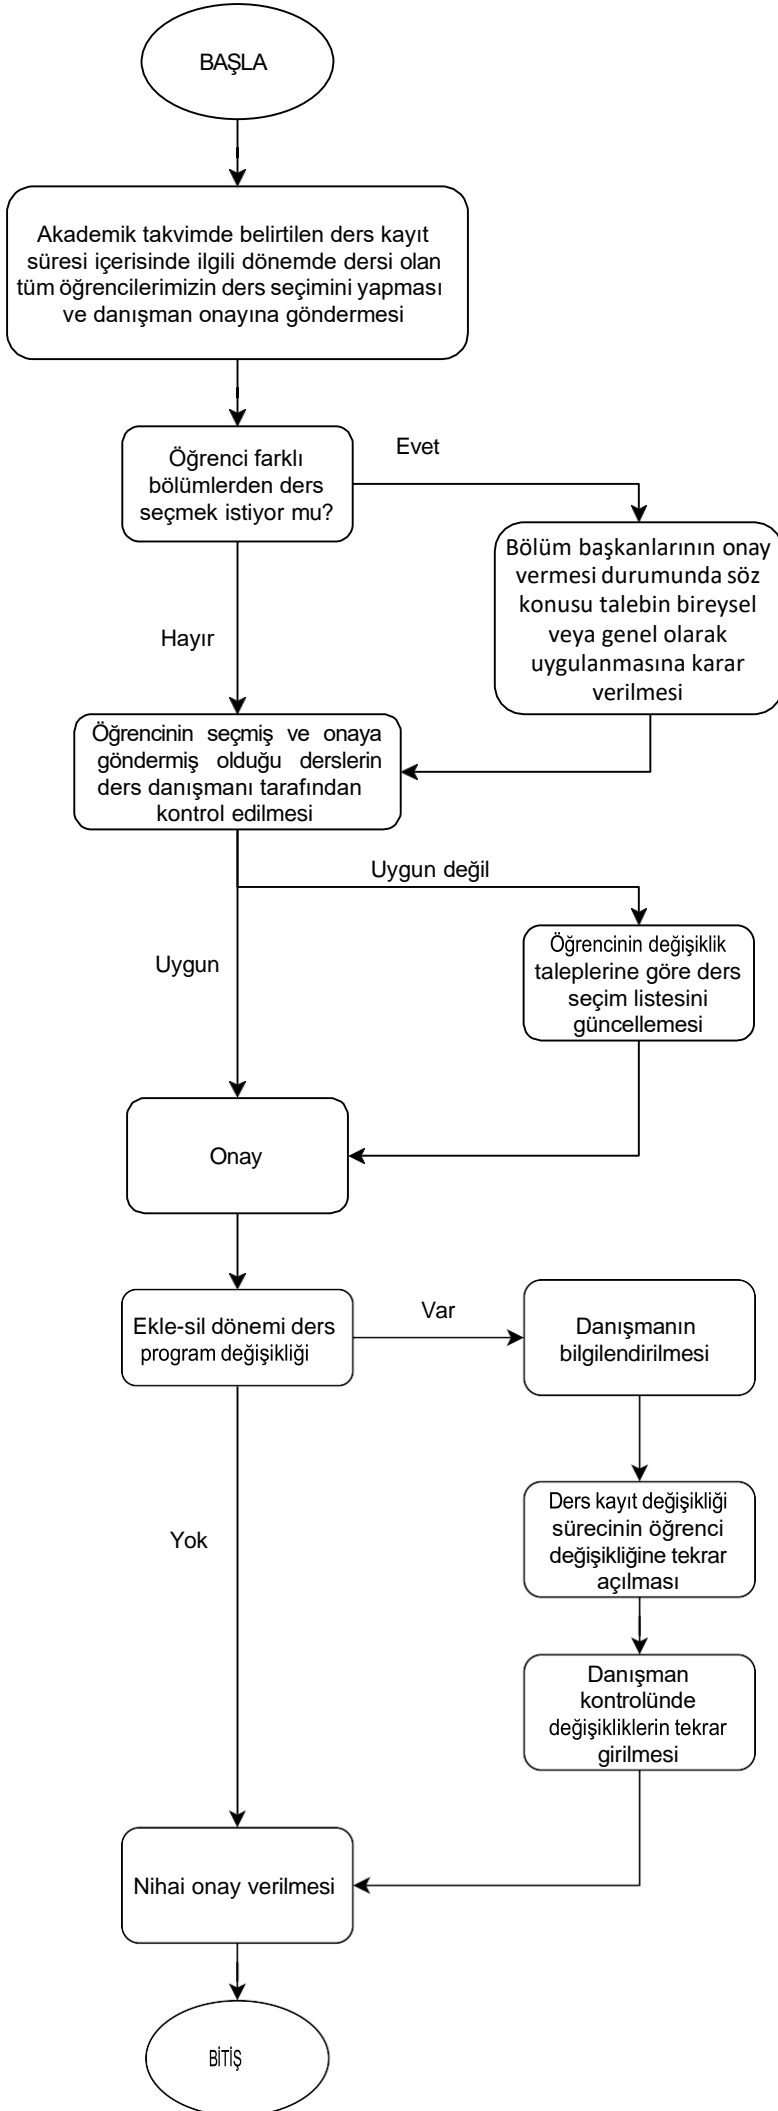 BAŞLA
Akademik takvimde belirtilen ders kayıt
süresi içerisinde ilgili dönemde dersi olan
tüm öğrencilerimizin ders seçimini yapması
ve danışman onayına göndermesi
Evet
Öğrenci farklı
bölümlerden ders
seçmek istiyor mu?
Bölüm başkanlarının onay
vermesi durumunda söz
konusu talebin bireysel
veya genel olarak
uygulanmasına karar
verilmesi
Hayır
Öğrencinin seçmiş ve onaya
göndermiş olduğu derslerin
ders danışmanı tarafından
kontrol edilmesi
Uygun değil
Uygun
Öğrencinin değişiklik
taleplerine göre ders
seçim listesini
güncellemesi
Onay
Ekle-sil dönemi ders
program değişikliği
Var
Danışmanın
bilgilendirilmesi
Yok
Ders kayıt değişikliği
sürecinin öğrenci
değişikliğine tekrar
açılması
Danışman
kontrolünde
değişikliklerin tekrar
girilmesi
Nihai onay verilmesi
BİTİŞ